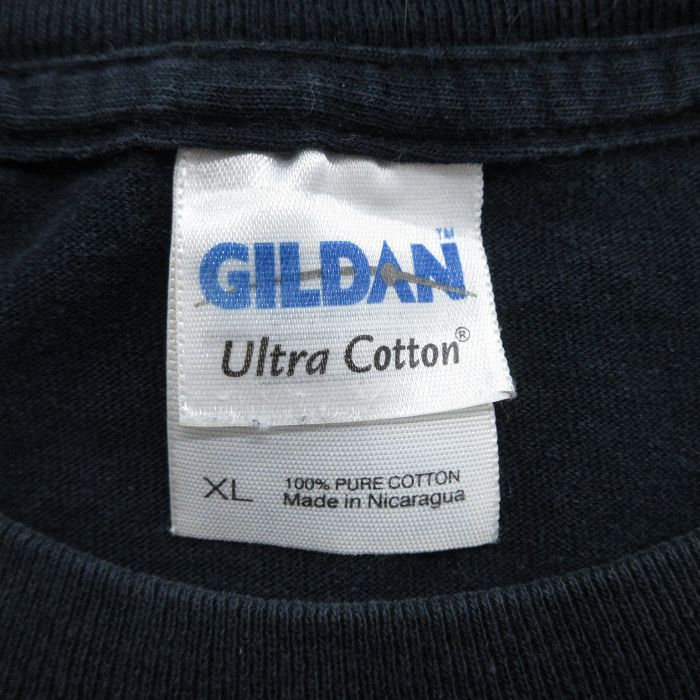 GILDAN™
Ultra Cotton®
XL 100% PURE COTTON
Made in Nicaragua